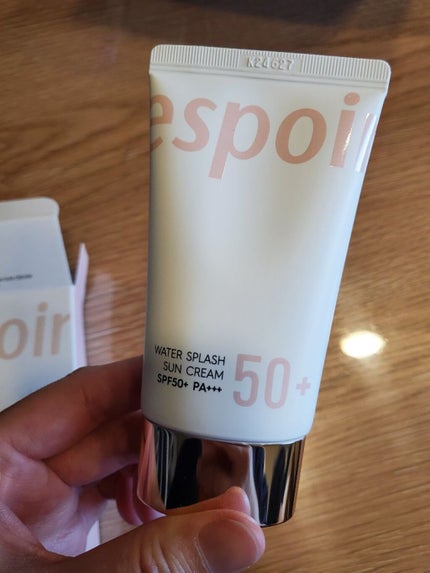 K24627
espoir
WATER SPLASH
SUN CREAM
SPF50+ PA+++
50+
oir